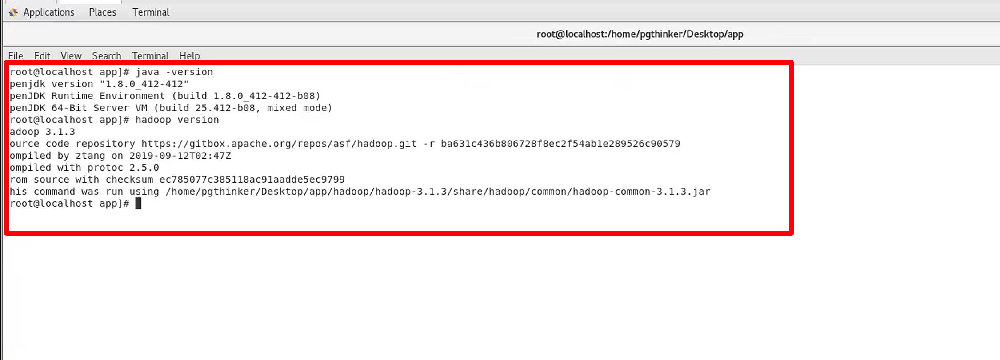 Applications Places Terminal
root@localhost:/home/pgthinker/Desktop/app
File Edit View Search Terminal Help
root@localhost app]# java -version
penjdk version "1.8.0_412-412"
penJDK Runtime Environment (build 1.8.0_412-412-b08)
penJDK 64-Bit Server VM (build 25.412-b08, mixed mode)
root@localhost app]# hadoop version
adoop 3.1.3
ource code repository https://gitbox.apache.org/repos/asf/hadoop.git -r ba631c436b806728f8ec2f54ab1e289526c90579
ompiled by ztang on 2019-09-12T02:47Z
ompiled with protoc 2.5.0
rom source with checksum ec785077c385118ac91aadde5ec9799
his command was run using /home/pgthinker/Desktop/app/hadoop/hadoop-3.1.3/share/hadoop/common/hadoop-common-3.1.3.jar
root@localhost app]#